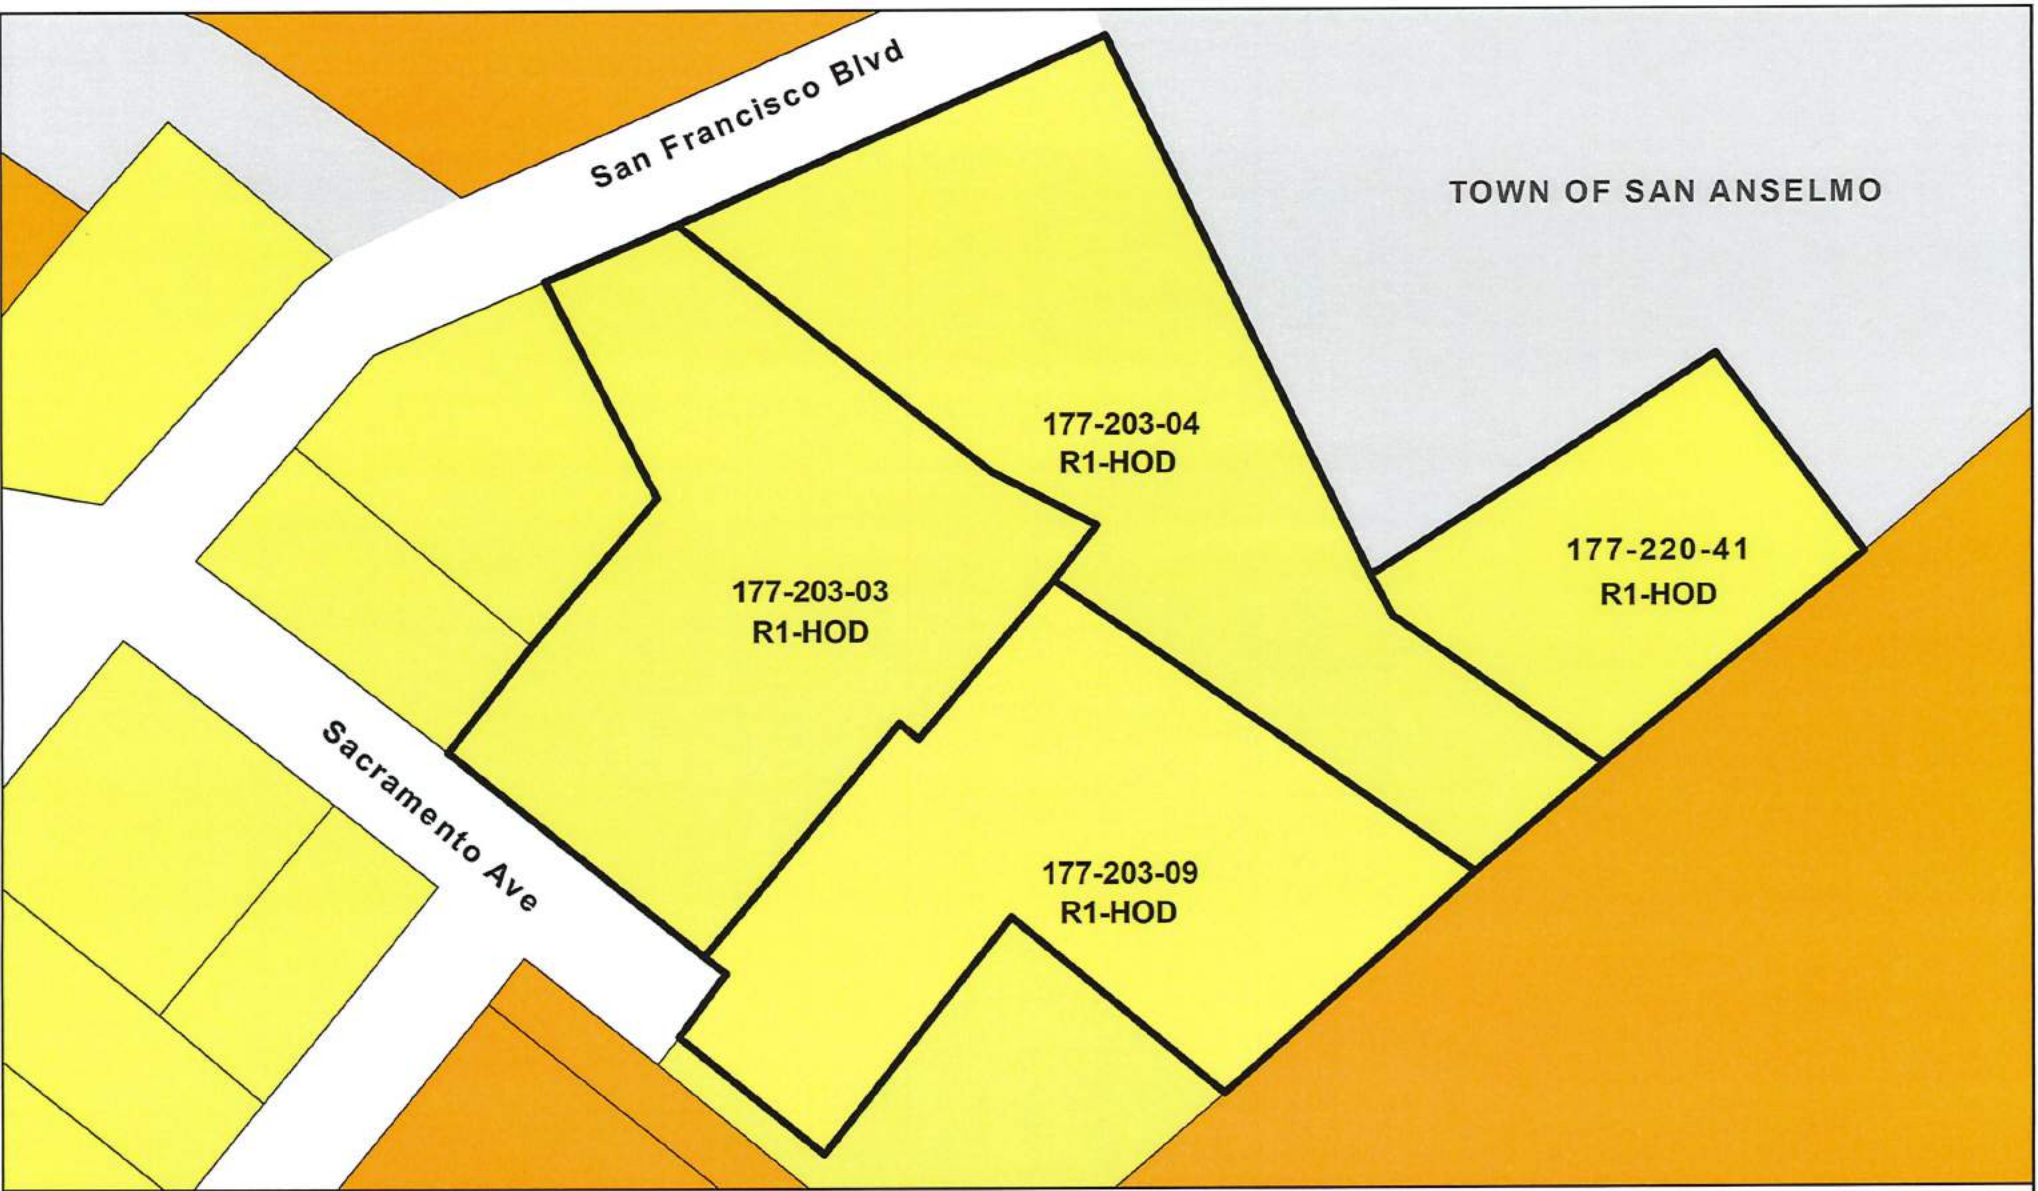 San Francisco Blvd
TOWN OF SAN ANSELMO
177-203-04
R1-HOD
177-220-41
R1-HOD
177-203-03
R1-HOD
Sacramento Ave
177-203-09
R1-HOD